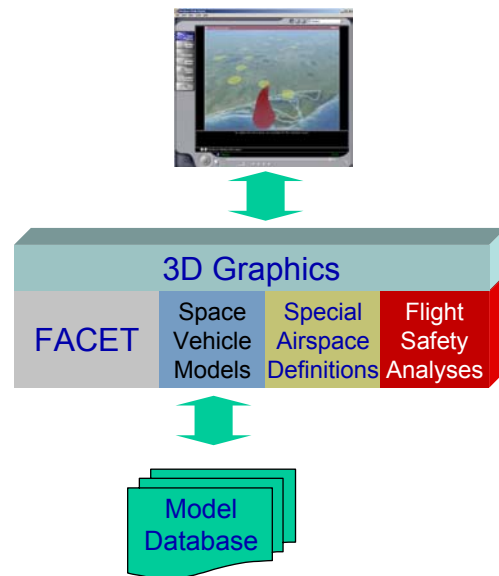 3D Graphics
FACET
Space
Vehicle
Models
Special
Airspace
Definitions
Flight
Safety
Analyses
Model
Database